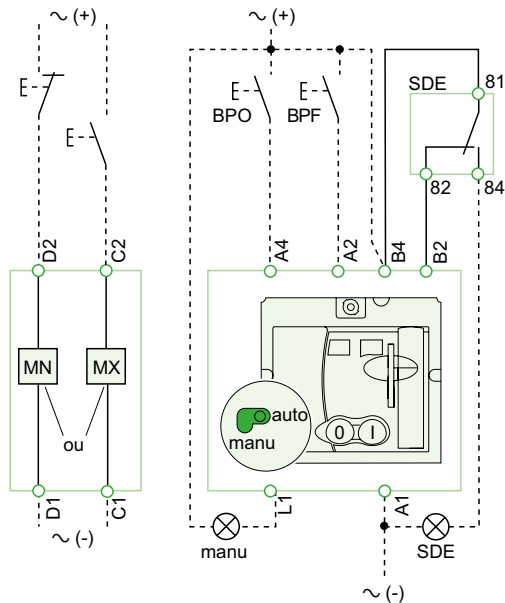 ~ (+)
~ (+)
BPO
BPF
SDE
81
82
84
D2
C2
A4
A2
B4
B2
MN
MX
ou
auto
manu
0
I
D1
C1
L1
A1
~ (-)
manu
SDE
~ (-)